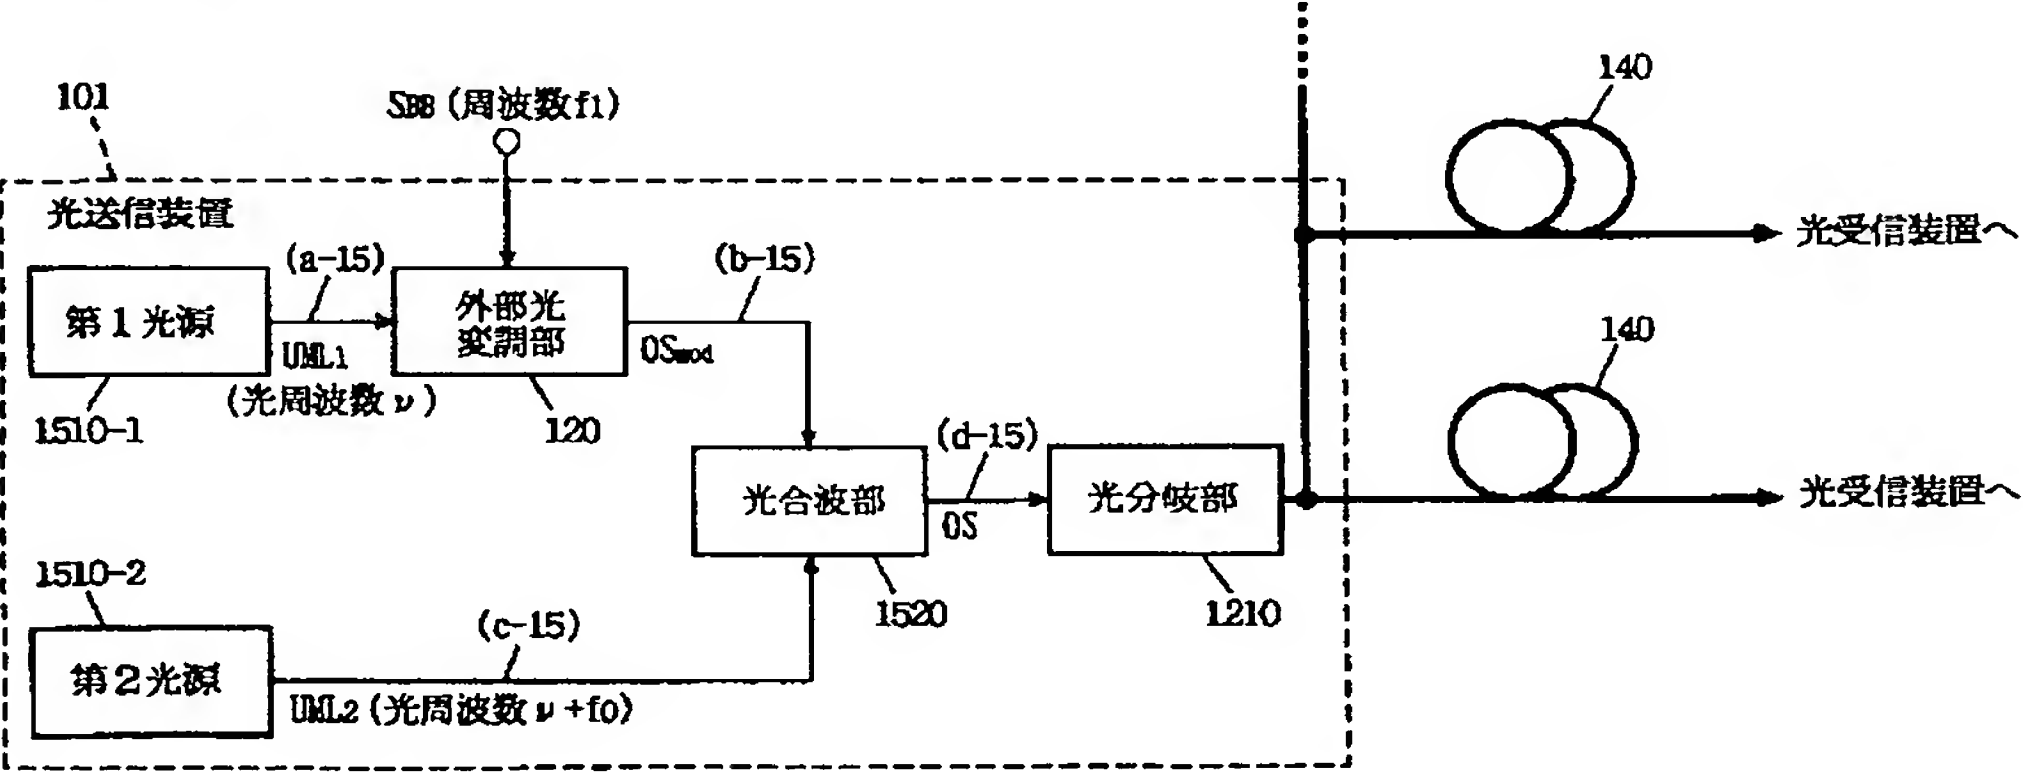 101
SBB (周波数f1)
140
光送信装置
光受信装置へ
(a-15)
(b-15)
第1光源
外部光
変調部
UML1
(光周波数ν)
OSmod
1510-1
120
140
(d-15)
光合波部
OS
光分岐部
光受信装置へ
1510-2
1520
1210
(c-15)
第2光源
UML2 (光周波数ν+f0)